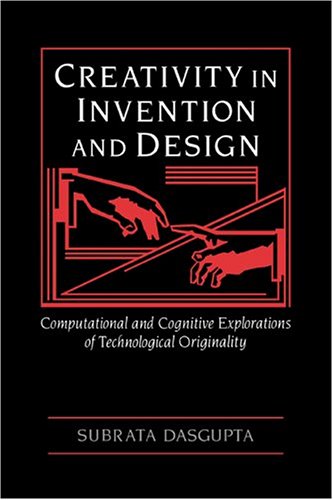 CREATIVITY IN
INVENTION
AND DESIGN
Computational and Cognitive Explorations
of Technological Originality
SUBRATA DASGUPTA